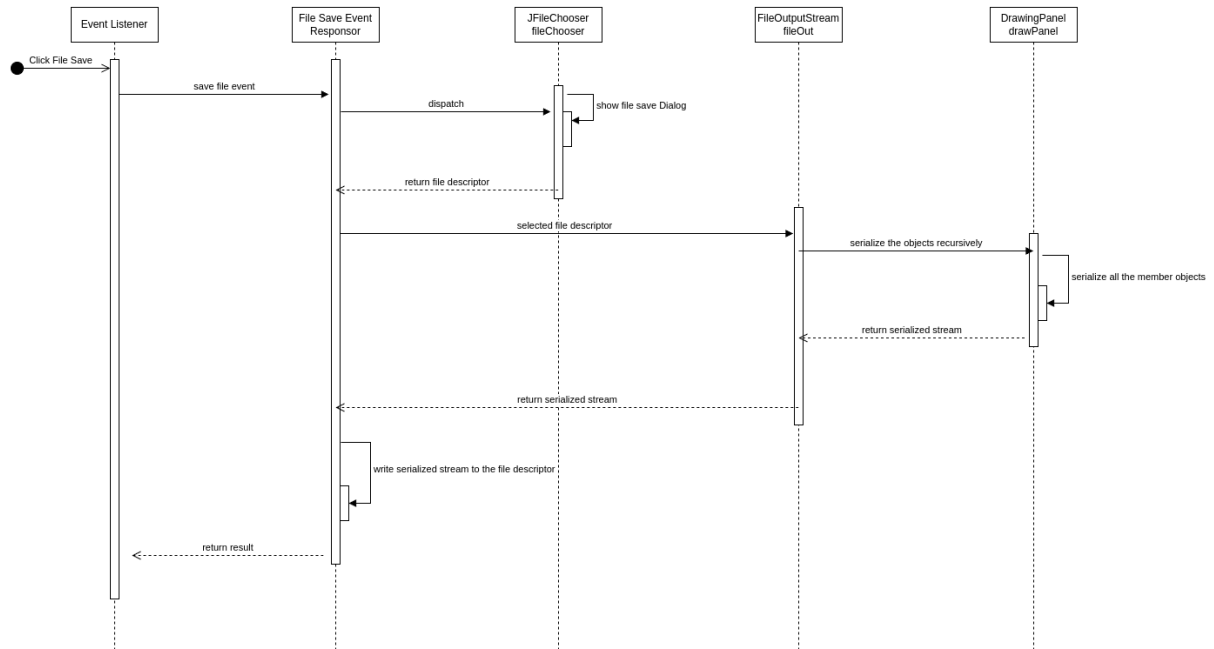 Event Listener
File Save Event
Responsor
JFileChooser
fileChooser
FileOutputStream
fileOut
DrawingPanel
drawPanel
Click File Save
save file event
dispatch
show file save Dialog
return file descriptor
selected file descriptor
serialize the objects recursively
serialize all the member objects
return serialized stream
return serialized stream
write serialized stream to the file descriptor
return result